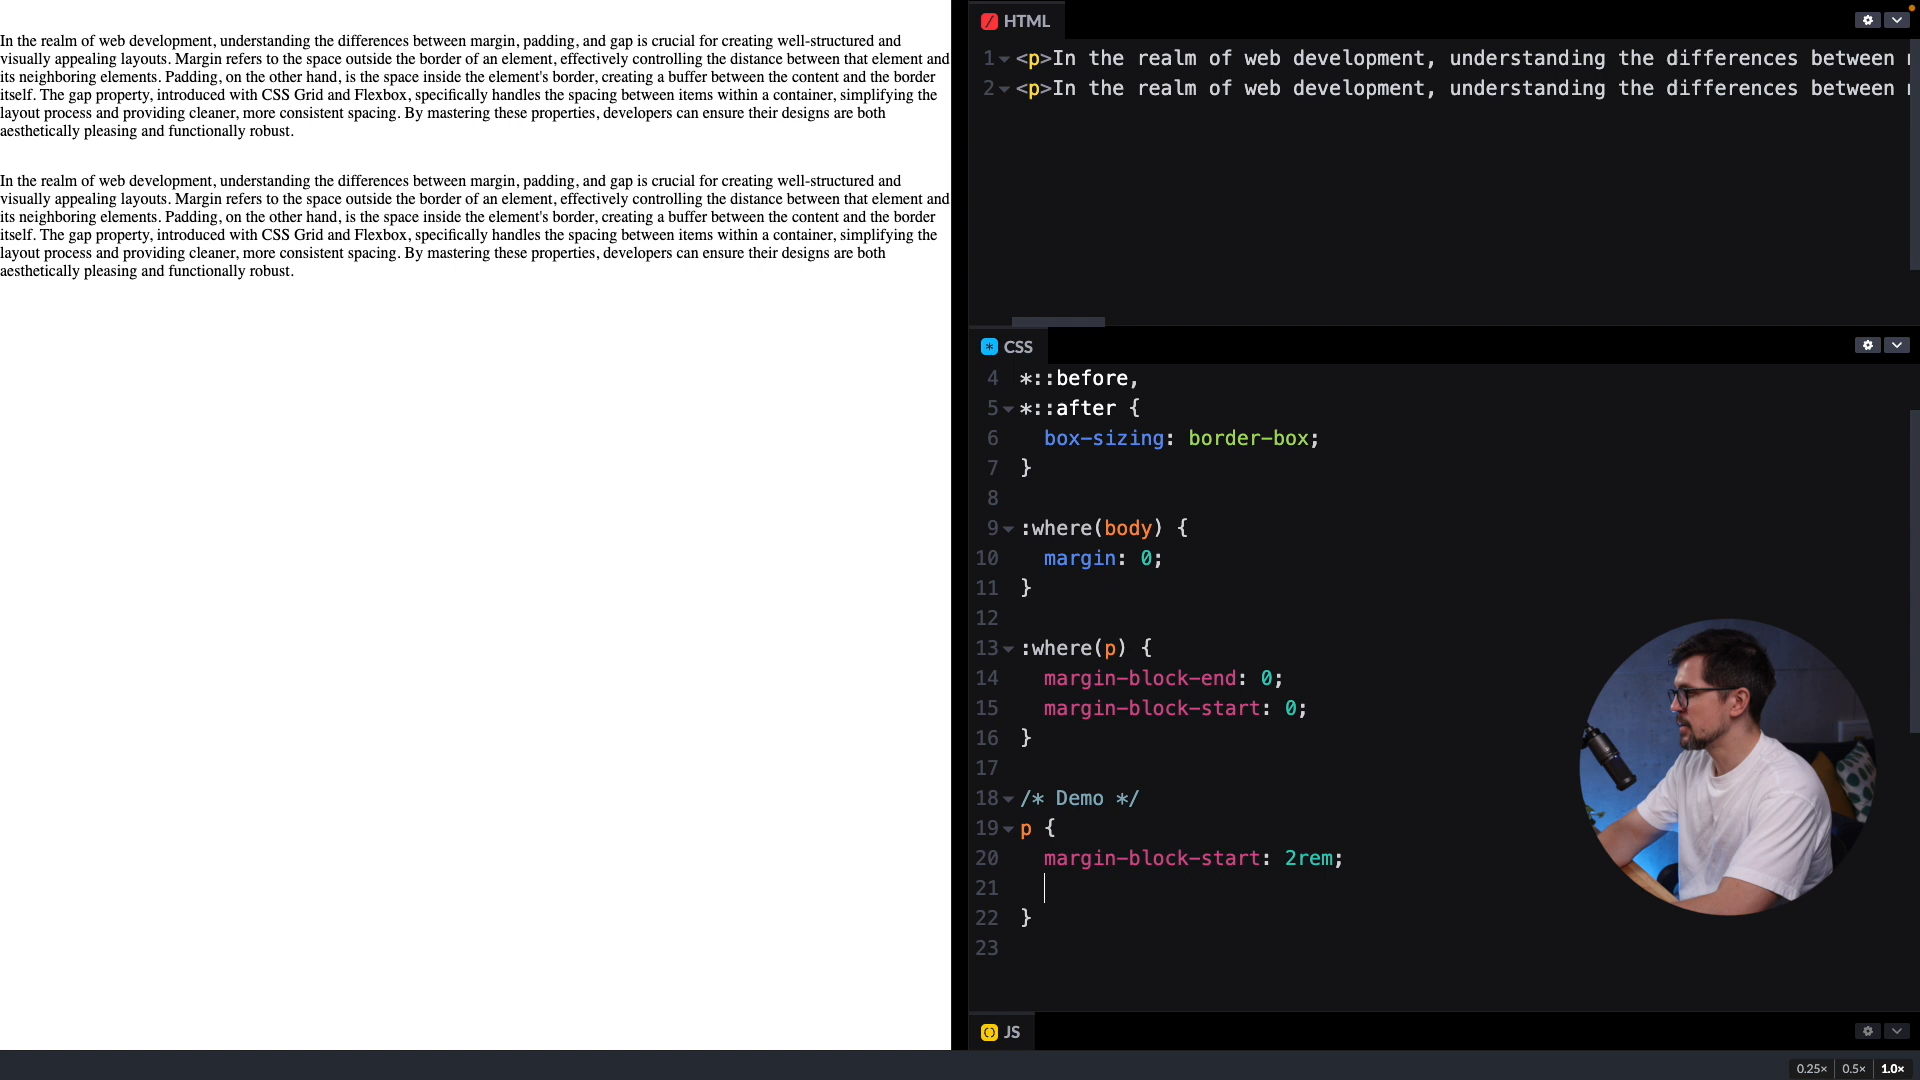 In the realm of web development, understanding the differences between margin, padding, and gap is crucial for creating well-structured and
visually appealing layouts. Margin refers to the space outside the border of an element, effectively controlling the distance between that element and
its neighboring elements. Padding, on the other hand, is the space inside the element's border, creating a buffer between the content and the border
itself. The gap property, introduced with CSS Grid and Flexbox, specifically handles the spacing between items within a container, simplifying the
layout process and providing cleaner, more consistent spacing. By mastering these properties, developers can ensure their designs are both
aesthetically pleasing and functionally robust.
In the realm of web development, understanding the differences between margin, padding, and gap is crucial for creating well-structured and
visually appealing layouts. Margin refers to the space outside the border of an element, effectively controlling the distance between that element and
its neighboring elements. Padding, on the other hand, is the space inside the element's border, creating a buffer between the content and the border
itself. The gap property, introduced with CSS Grid and Flexbox, specifically handles the spacing between items within a container, simplifying the
layout process and providing cleaner, more consistent spacing. By mastering these properties, developers can ensure their designs are both
aesthetically pleasing and functionally robust.
HTML
1 <p>In the realm of web development, understanding the differences between
2 <p>In the realm of web development, understanding the differences between
CSS
4 *::before,
5 *::after {
6 box-sizing: border-box;
7 }
8
9 :where(body) {
10 margin: 0;
11 }
12
13 :where(p) {
14 margin-block-end: 0;
15 margin-block-start: 0;
16 }
17
18 /* Demo */
19 p {
20 margin-block-start: 2rem;
21
22 }
23
JS
0.25× 0.5× 1.0×